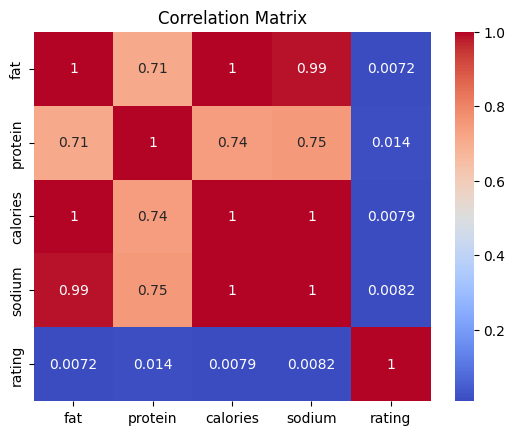 Correlation Matrix
fat 1 0.71 1 0.99 0.0072
protein 0.71 1 0.74 0.75 0.014
calories 1 0.74 1 1 0.0079
sodium 0.99 0.75 1 1 0.0082
rating 0.0072 0.014 0.0079 0.0082 1
fat protein calories sodium rating
1.0
0.8
0.6
0.4
0.2